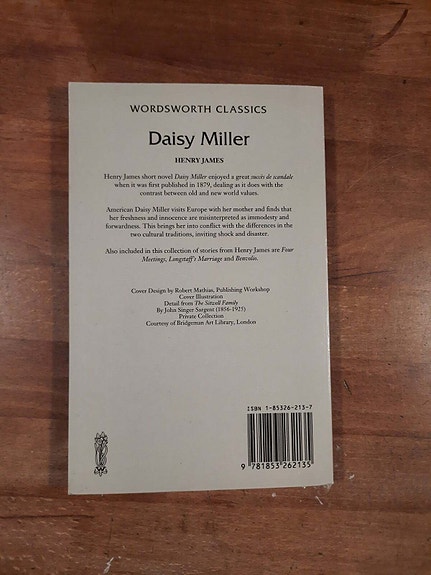 WORDSWORTH CLASSICS
Daisy Miller
HENRY JAMES
Henry James short novel Daisy Miller enjoyed a great succès de scandale
when it was first published in 1879, dealing as it does with the
contrast between old and new world values.
American Daisy Miller visits Europe with her mother and finds that
her freshness and innocence are misinterpreted as immodesty and
forwardness. This brings her into conflict with the differences in the
two cultural traditions, inviting shock and disaster.
Also included in this collection of stories from Henry James are Four
Meetings, Longstaff's Marriage and Benvolio.
Cover Design by Robert Mathias, Publishing Workshop
Cover Illustration
Detail from The Sitwell Family
By John Singer Sargent (1856-1925)
Private Collection
Courtesy of Bridgeman Art Library, London
ISBN 1-85326-213-7
9 781853 262135